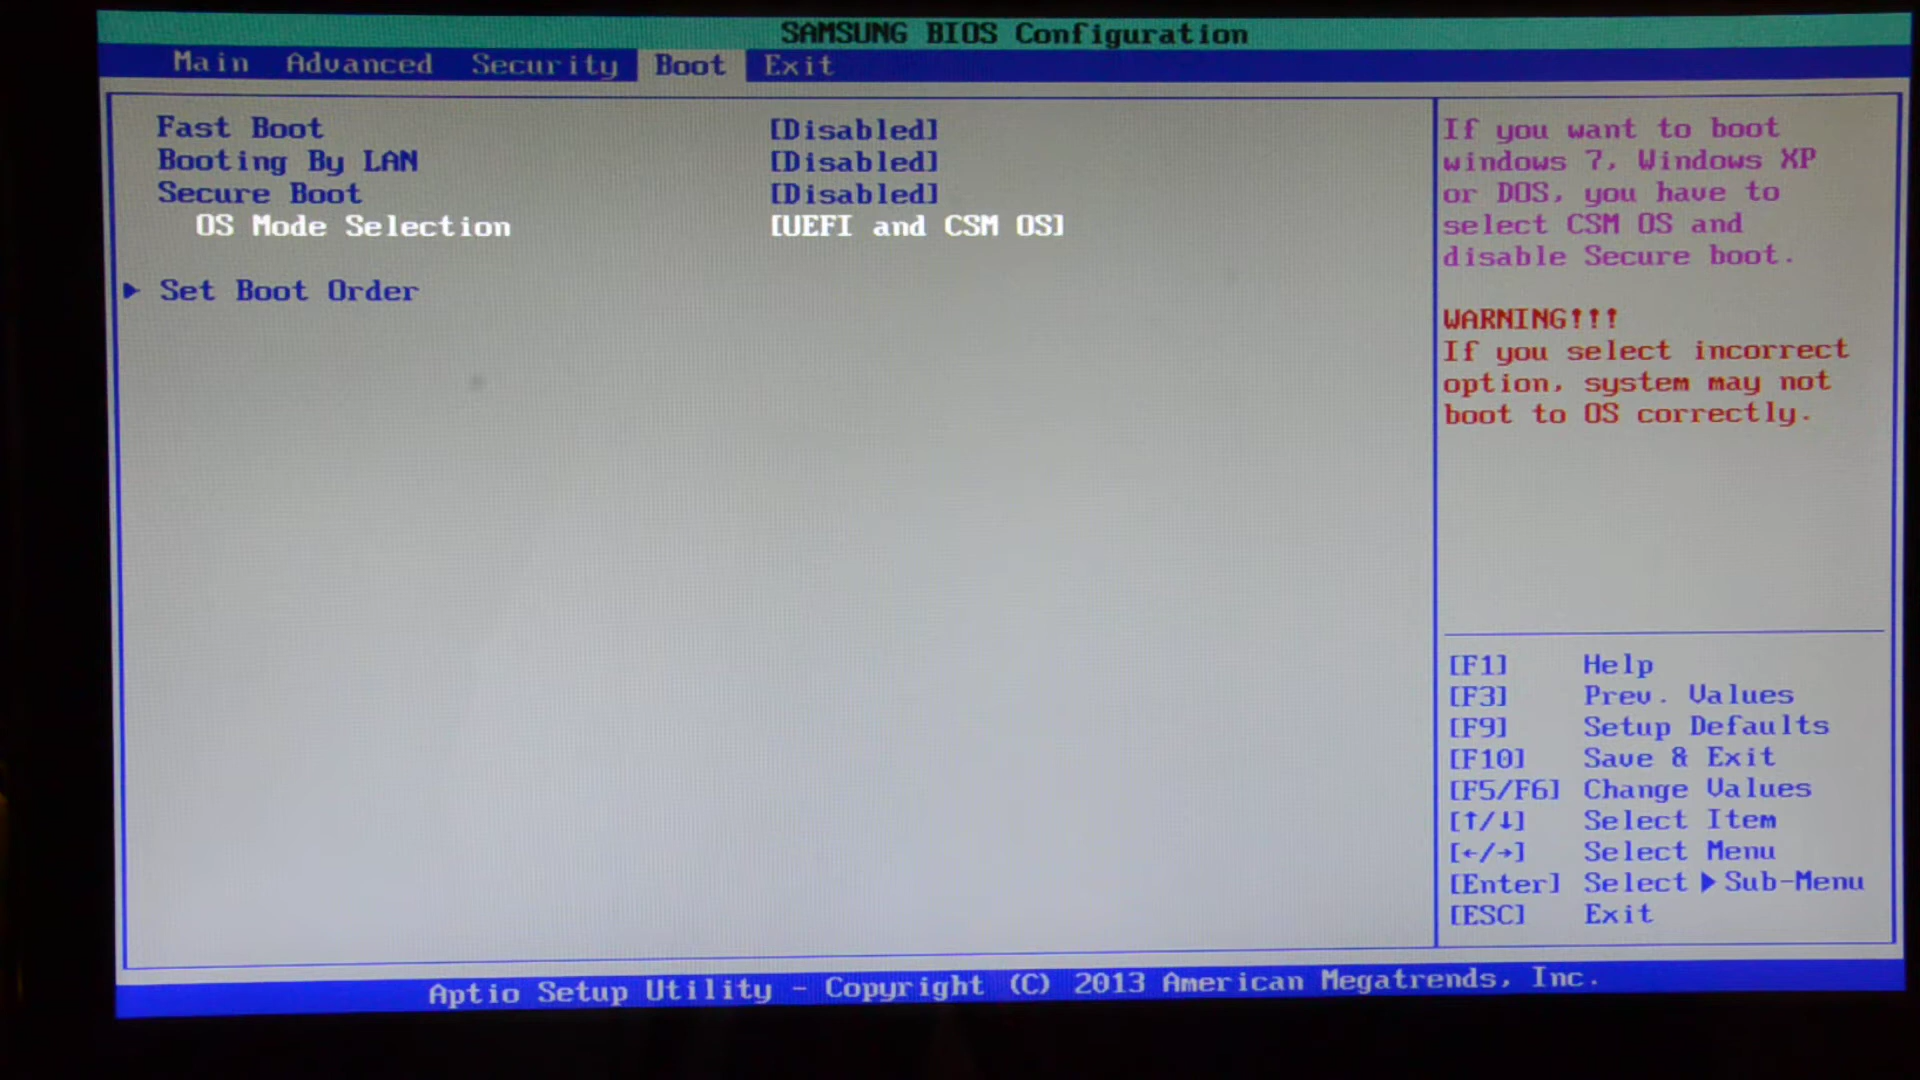 SAMSUNG BIOS Configuration
Main Advanced Security Boot Exit
Fast Boot [Disabled]
Booting By LAN [Disabled]
Secure Boot [Disabled]
OS Mode Selection [UEFI and CSM OS]
Set Boot Order
If you want to boot
windows 7, Windows XP
or DOS, you have to
select CSM OS and
disable Secure boot.
WARNING!!!
If you select incorrect
option, system may not
boot to OS correctly.
[F1] Help
[F3] Prev. Values
[F9] Setup Defaults
[F10] Save & Exit
[F5/F6] Change Values
[↑/↓] Select Item
[←/→] Select Menu
[Enter] Select ▶ Sub-Menu
[ESC] Exit
Aptio Setup Utility - Copyright (C) 2013 American Megatrends, Inc.